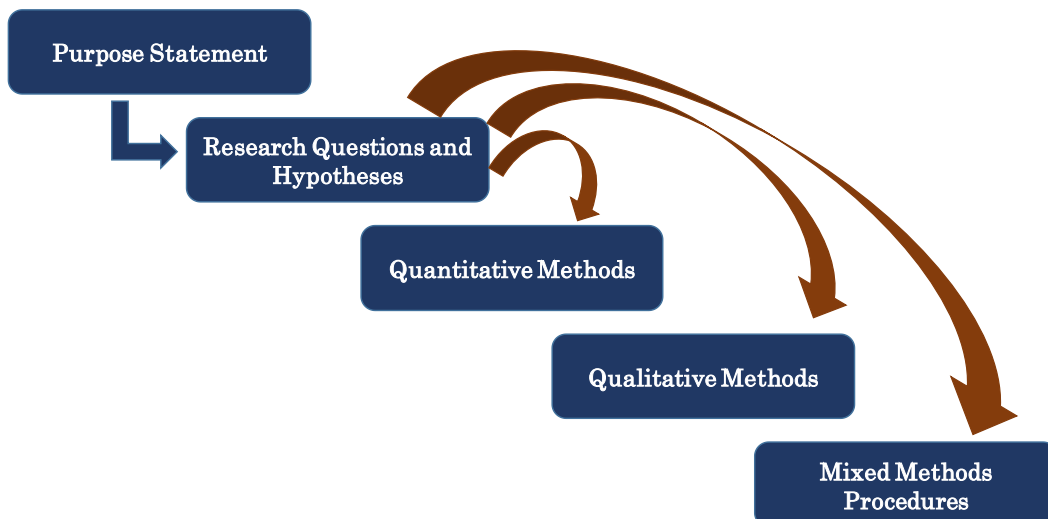 Purpose Statement
Research Questions and
Hypotheses
Quantitative Methods
Qualitative Methods
Mixed Methods
Procedures